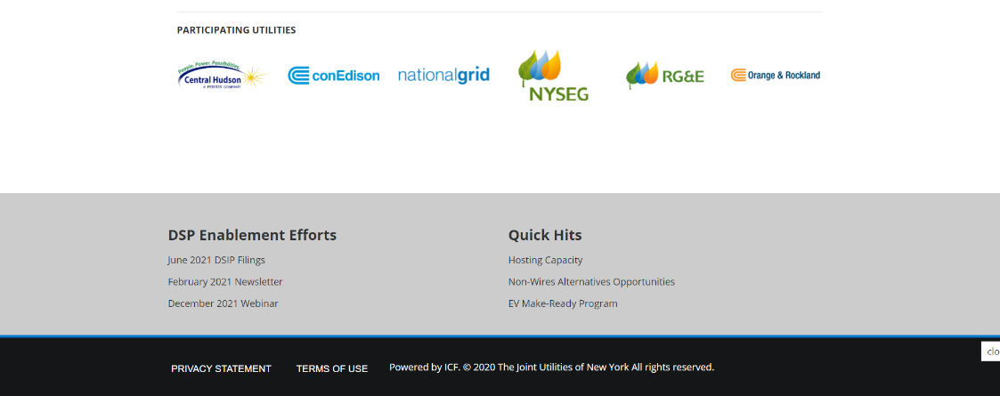 PARTICIPATING UTILITIES
People. Power. Possibilities.
Central Hudson
A FORTIS COMPANY
conEdison
nationalgrid
NYSEG
RG&E
Orange & Rockland
DSP Enablement Efforts
June 2021 DSIP Filings
February 2021 Newsletter
December 2021 Webinar
Quick Hits
Hosting Capacity
Non-Wires Alternatives Opportunities
EV Make-Ready Program
PRIVACY STATEMENT TERMS OF USE Powered by ICF. © 2020 The Joint Utilities of New York All rights reserved.
clo